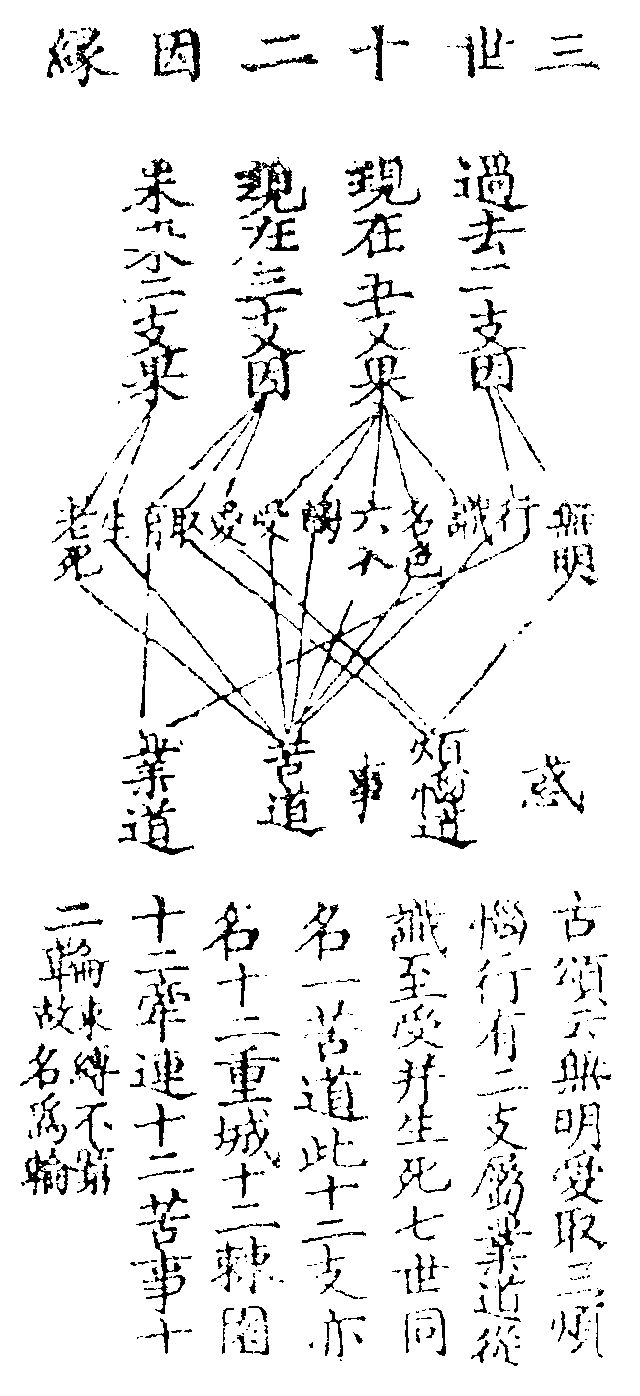 三世十二因緣
過去二支因
現在五支果
現在三支因
未來二支果
無明
行
識
名色
六入
觸
受
愛
取
有
生
老死
惑
煩惱道
事
苦道
業道
古頌云無明愛取三煩
惱行有二支屬業道從
識至受并生死七世同
名一苦道此十二支亦
名十二重城十二棘園
十二牽連十二苦事十
二輪束縛不
二輪故名為輪